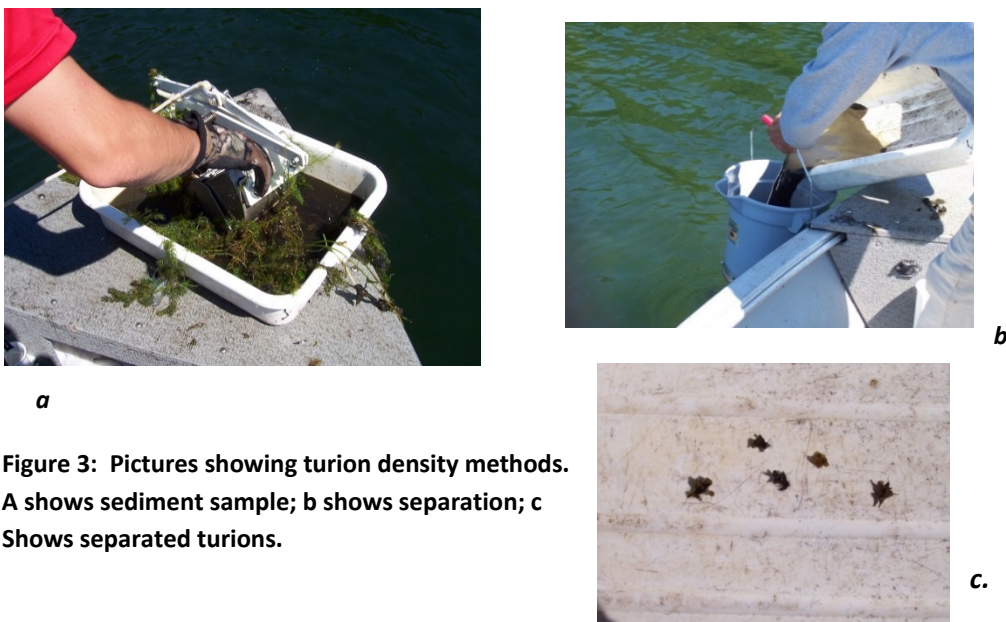 a
b
Figure 3:  Pictures showing turion density methods.
A shows sediment sample; b shows separation; c
Shows separated turions.
c.